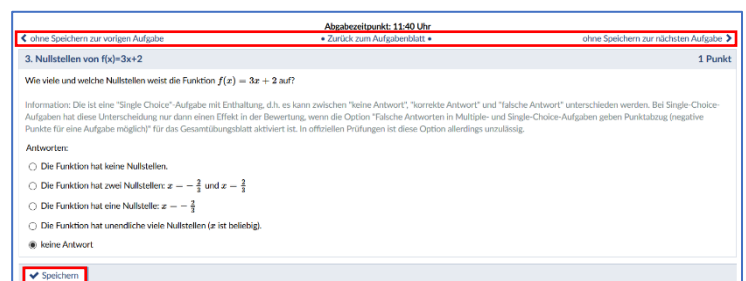 Abgabezeitpunkt: 11:40 Uhr
ohne Speichern zur vorigen Aufgabe • Zurück zum Aufgabenblatt • ohne Speichern zur nächsten Aufgabe
3. Nullstellen von f(x)=3x+2 1 Punkt
Wie viele und welche Nullstellen weist die Funktion f(x) = 3x + 2 auf?
Information: Die ist eine "Single Choice"-Aufgabe mit Enthaltung, d.h. es kann zwischen "keine Antwort", "korrekte Antwort" und "falsche Antwort" unterschieden werden. Bei Single-Choice-
Aufgaben hat diese Unterscheidung nur dann einen Effekt in der Bewertung, wenn die Option "Falsche Antworten in Multiple- und Single-Choice-Aufgaben geben Punktabzug (negative
Punkte für eine Aufgabe möglich)" für das Gesamtübungsblatt aktiviert ist. In offiziellen Prüfungen ist diese Option allerdings unzulässig.
Antworten:
Die Funktion hat keine Nullstellen.
Die Funktion hat zwei Nullstellen: x = − 2/3 und x = 2/3
Die Funktion hat eine Nullstelle: x = − 2/3
Die Funktion hat unendliche viele Nullstellen (x ist beliebig).
keine Antwort
Speichern